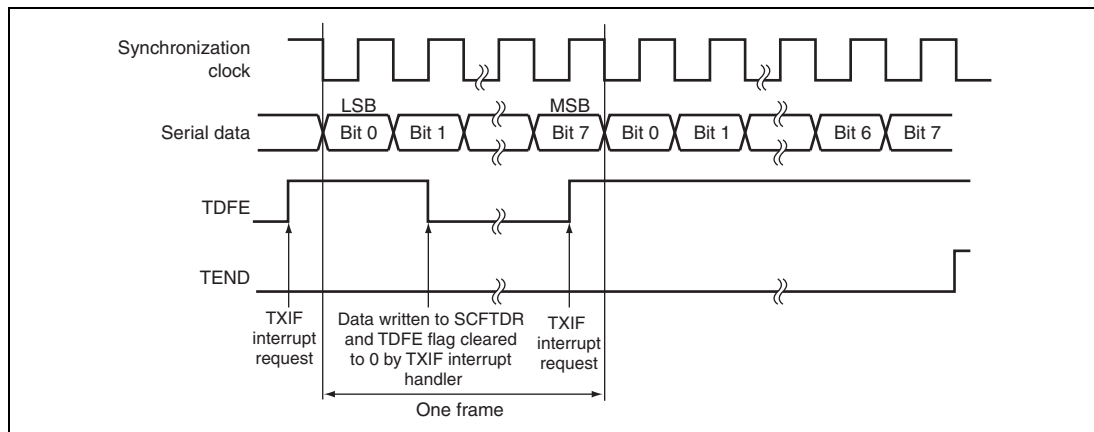 Synchronization
clock
LSB
MSB
Serial data
Bit 0
Bit 1
Bit 7
Bit 0
Bit 1
Bit 6
Bit 7
TDFE
TEND
TXIF
interrupt
request
Data written to SCFTDR
and TDFE flag cleared
to 0 by TXIF interrupt
handler
TXIF
interrupt
request
One frame